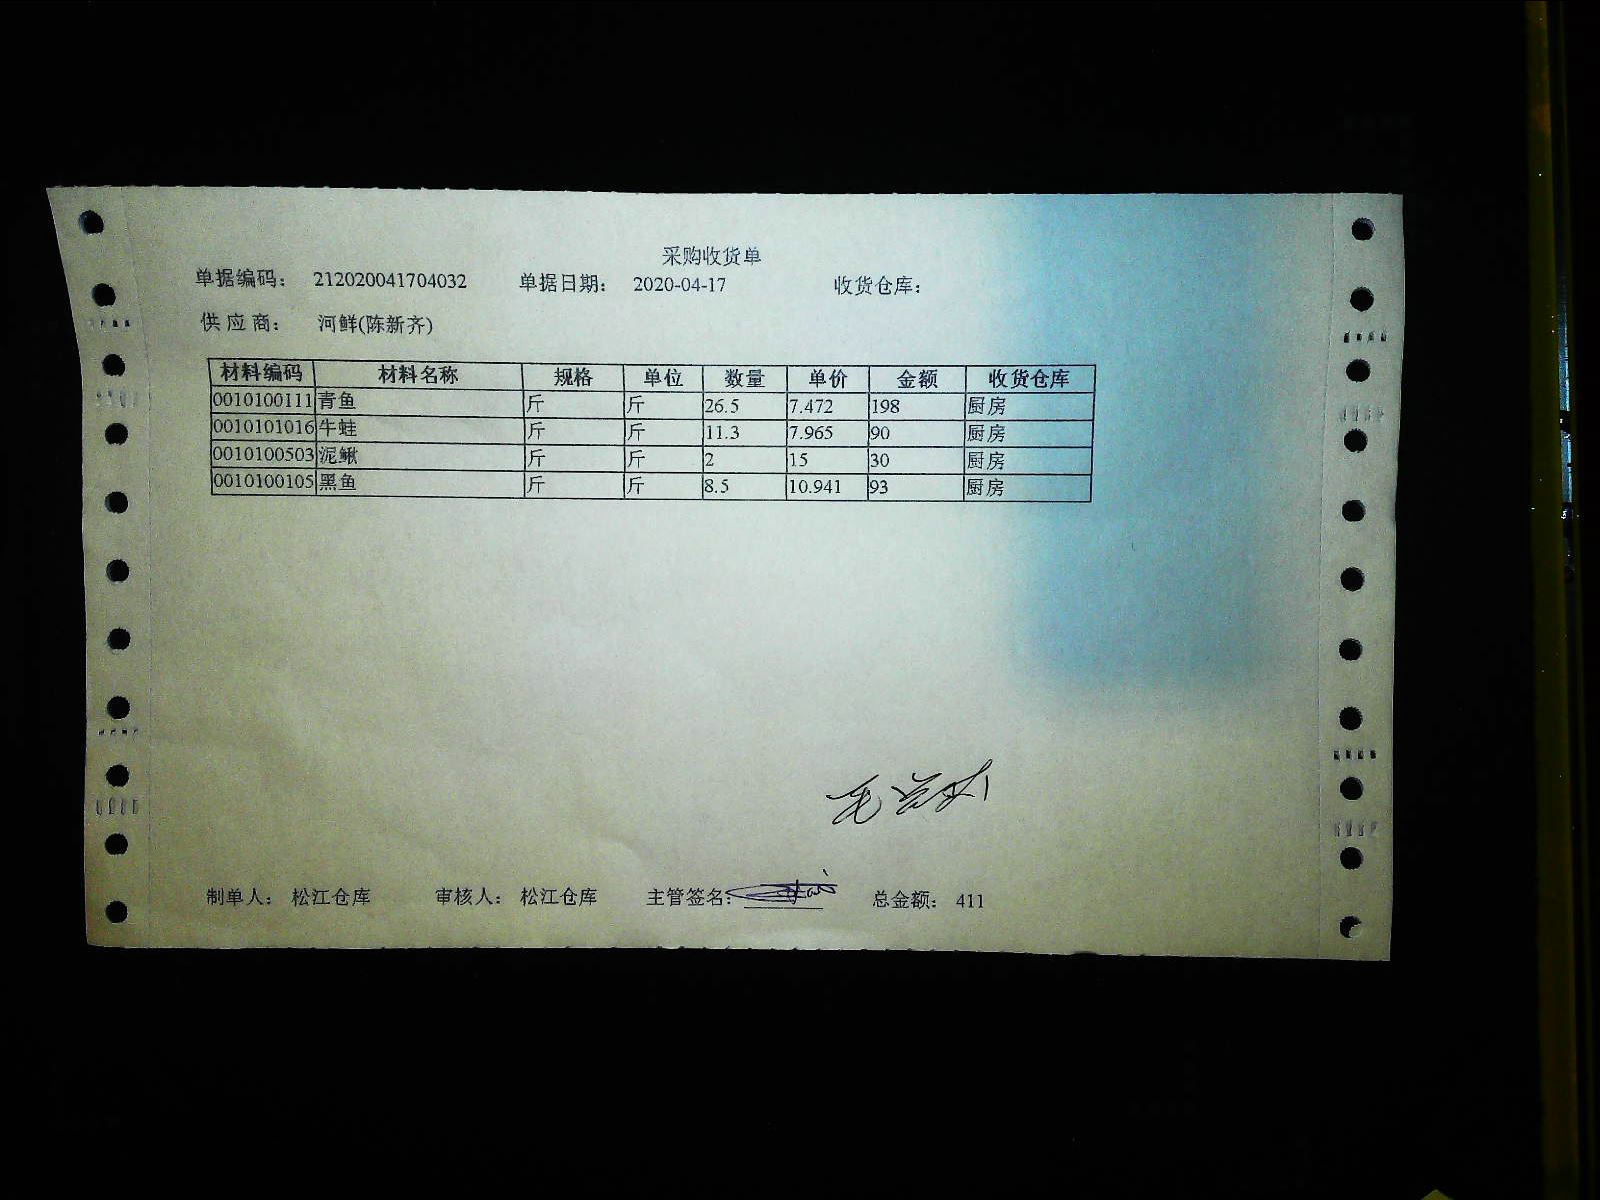 采购收货单
单据编码： 212020041704032 单据日期： 2020-04-17 收货仓库：
供应商： 河鲜(陈新齐)
材料编码 材料名称 规格 单位 数量 单价 金额 收货仓库
0010100111 青鱼 斤 斤 26.5 7.472 198 厨房
0010101016 牛蛙 斤 斤 11.3 7.965 90 厨房
0010100503 泥鳅 斤 斤 2 15 30 厨房
0010100105 黑鱼 斤 斤 8.5 10.941 93 厨房
制单人： 松江仓库 审核人： 松江仓库 主管签名： 总金额： 411